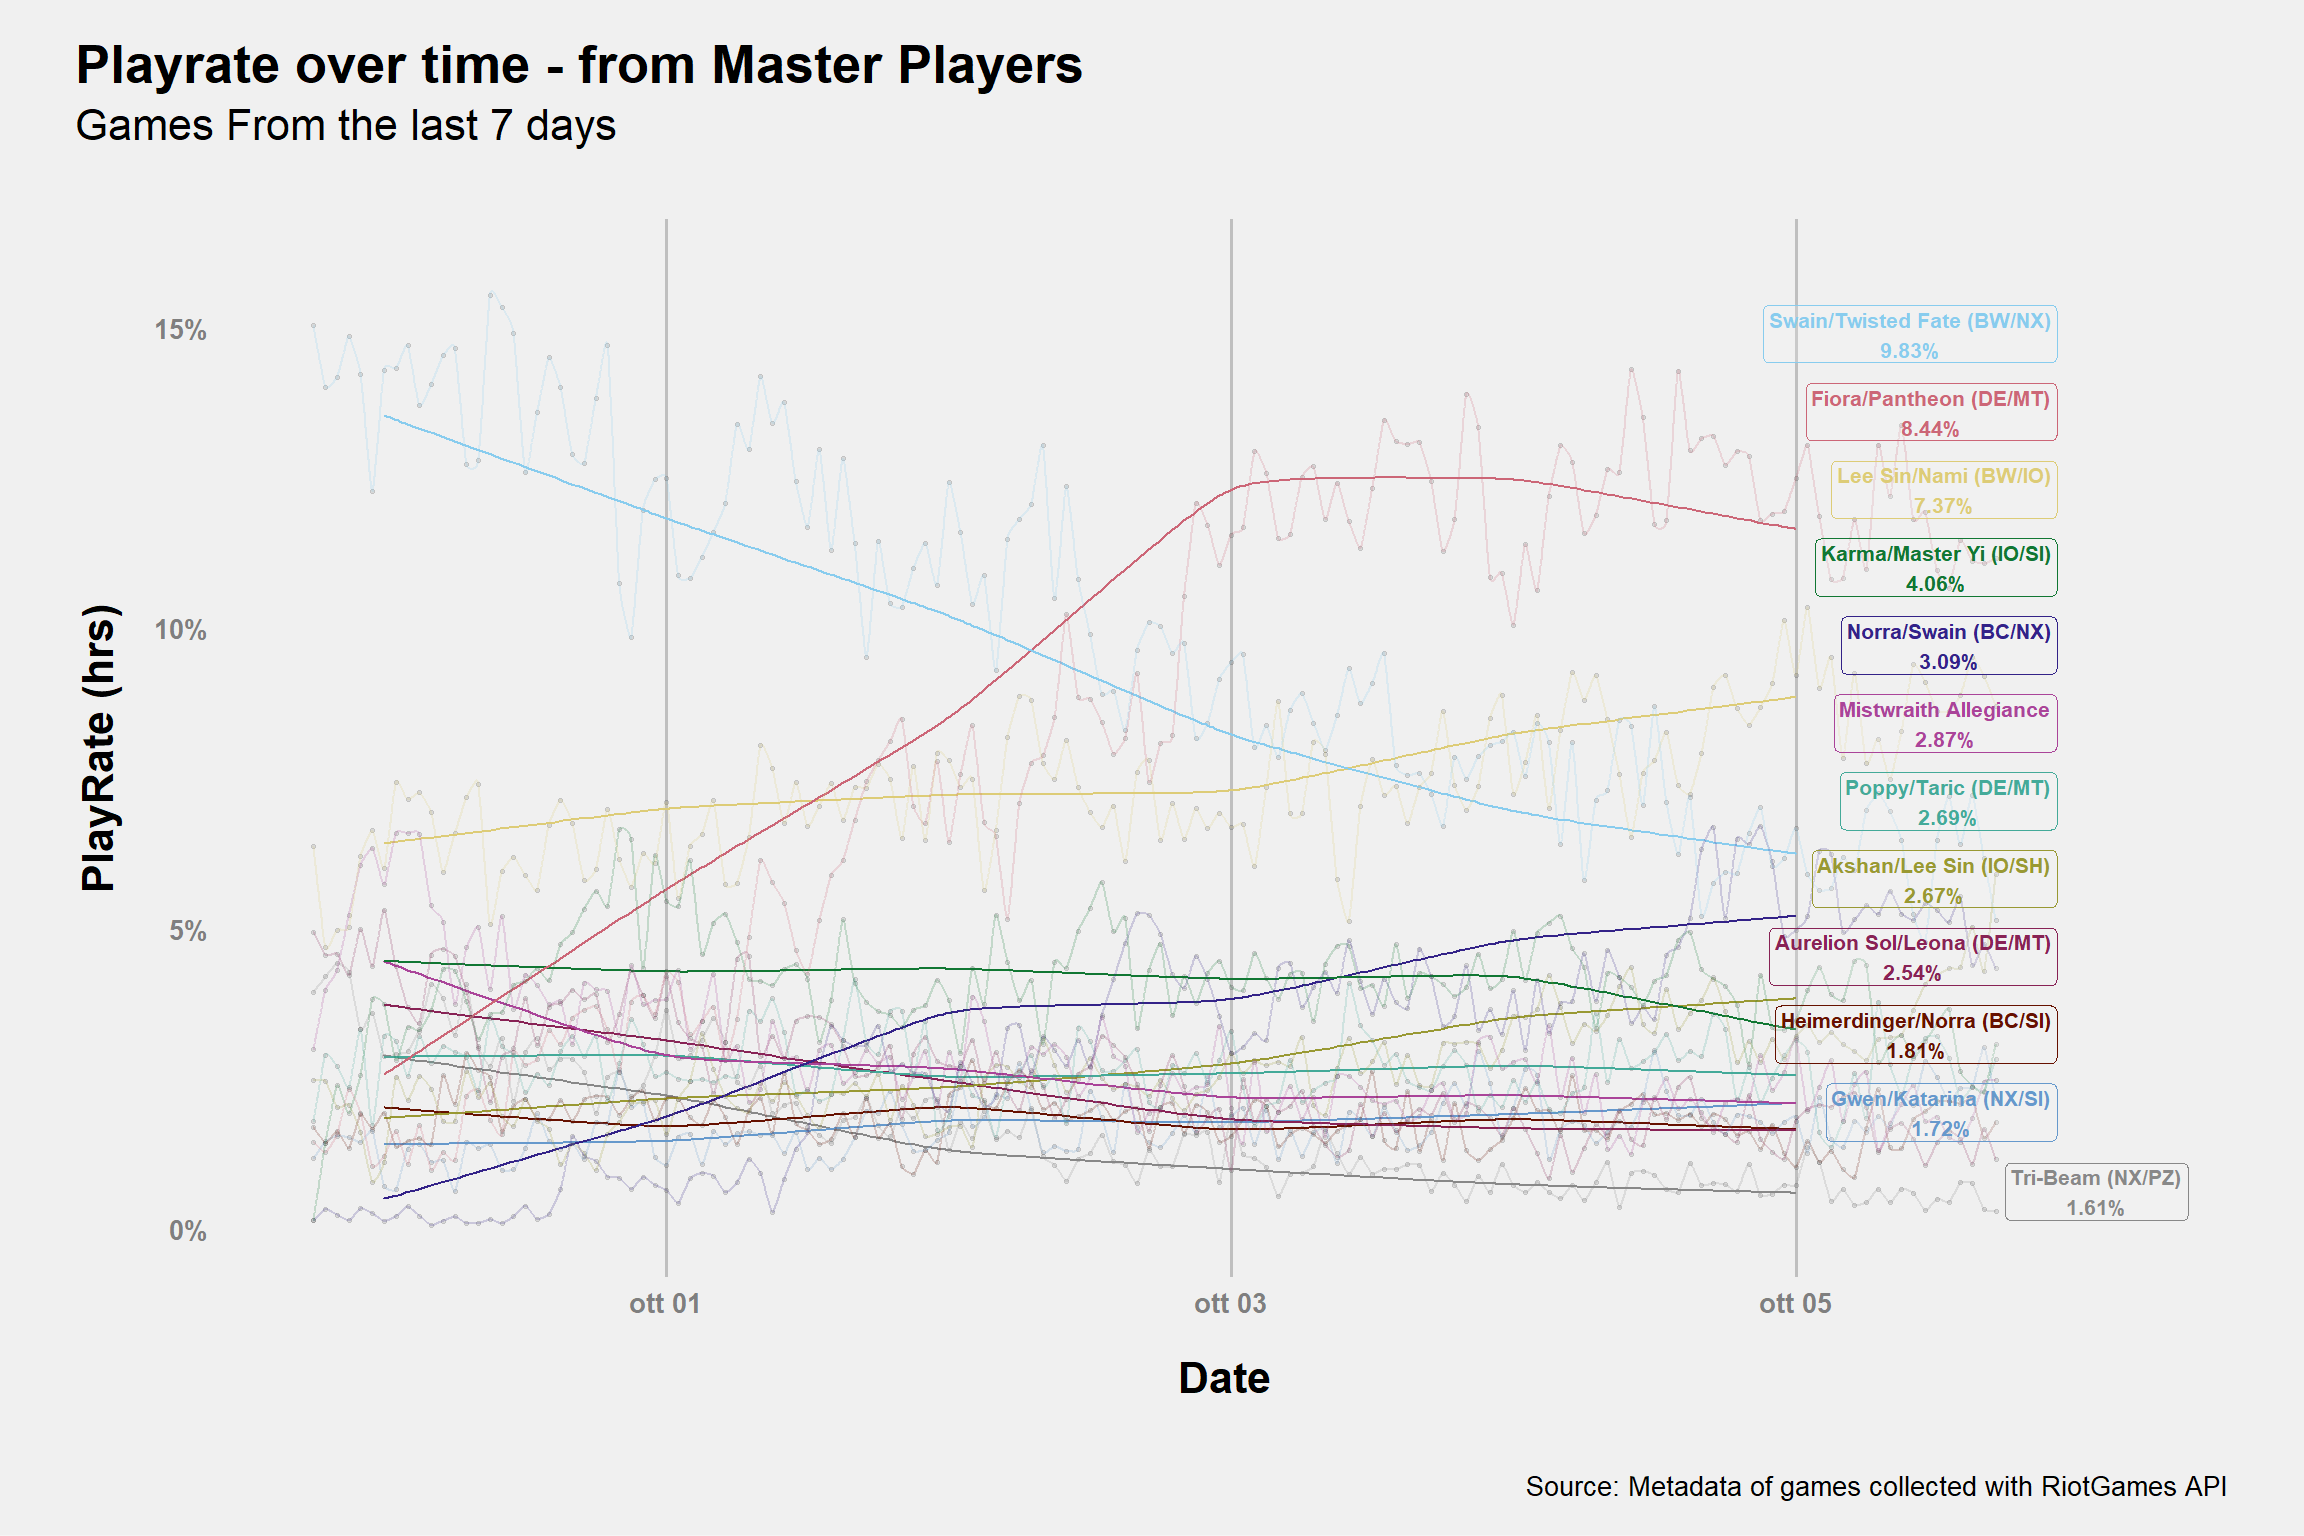 Playrate over time - from Master Players
Games From the last 7 days
PlayRate (hrs)
15%
10%
5%
0%
Swain/Twisted Fate (BW/NX)
9.83%
Fiora/Pantheon (DE/MT)
8.44%
Lee Sin/Nami (BW/IO)
7.37%
Karma/Master Yi (IO/SI)
4.06%
Norra/Swain (BC/NX)
3.09%
Mistwraith Allegiance
2.87%
Poppy/Taric (DE/MT)
2.69%
Akshan/Lee Sin (IO/SH)
2.67%
Aurelion Sol/Leona (DE/MT)
2.54%
Heimerdinger/Norra (BC/SI)
1.81%
Gwen/Katarina (NX/SI)
1.72%
Tri-Beam (NX/PZ)
1.61%
ott 01
ott 03
ott 05
Date
Source: Metadata of games collected with RiotGames API